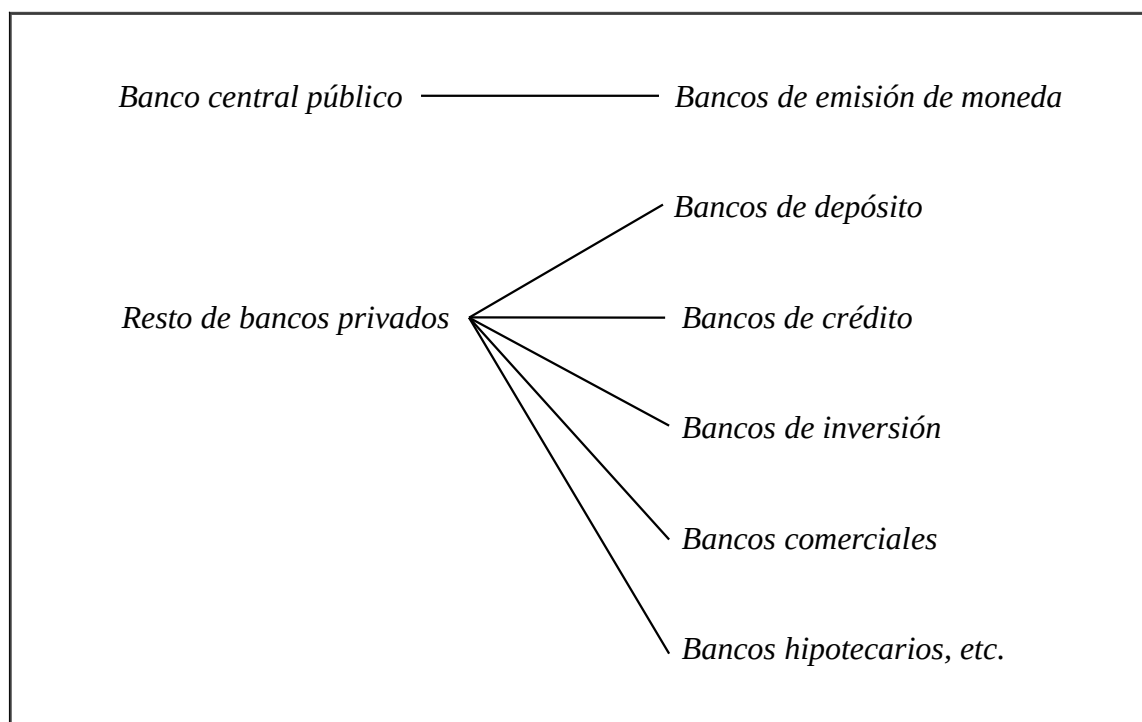 Banco central público
Bancos de emisión de moneda
Bancos de depósito
Resto de bancos privados
Bancos de crédito
Bancos de inversión
Bancos comerciales
Bancos hipotecarios, etc.